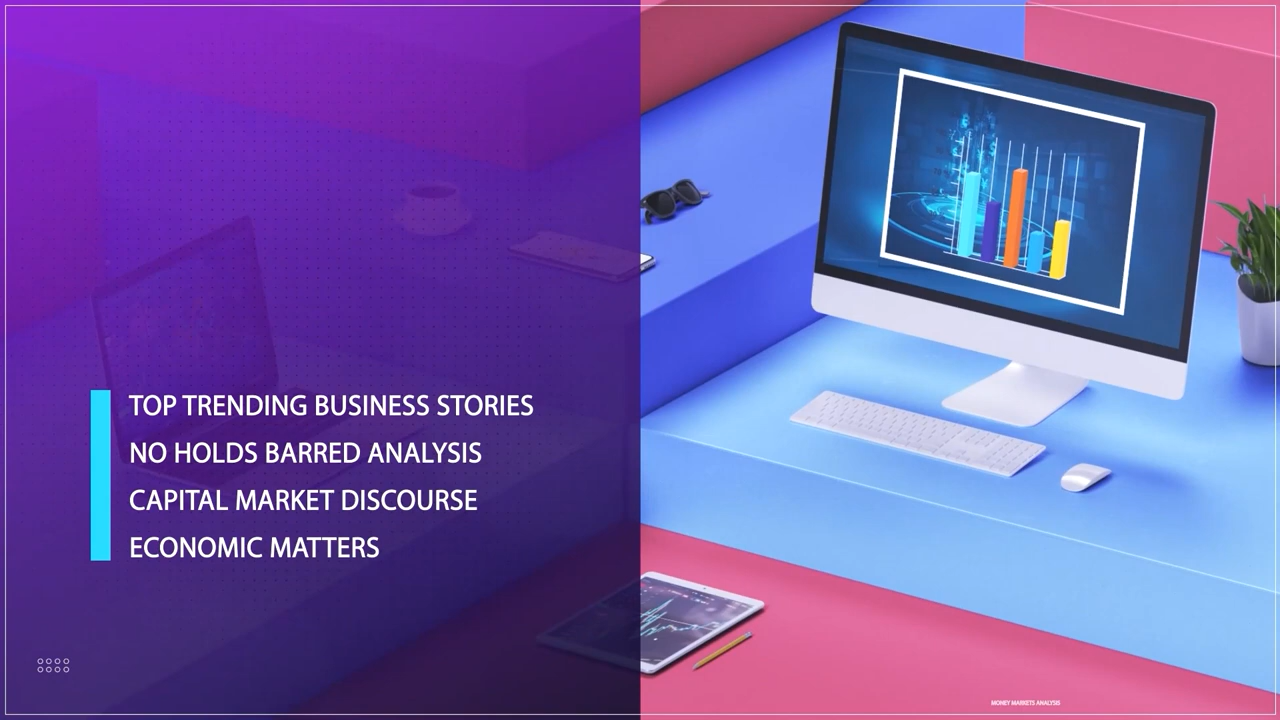 TOP TRENDING BUSINESS STORIES
NO HOLDS BARRED ANALYSIS
CAPITAL MARKET DISCOURSE
ECONOMIC MATTERS
MONEY MARKETS ANALYSIS